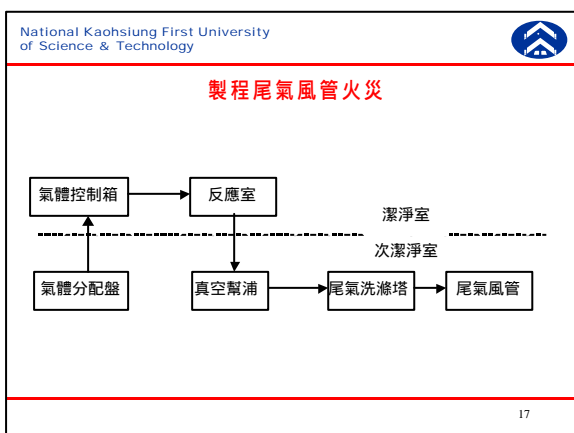 National Kaohsiung First University
of Science & Technology
製程尾氣風管火災
氣體控制箱
反應室
潔淨室
次潔淨室
氣體分配盤
真空幫浦
尾氣洗滌塔
尾氣風管
17